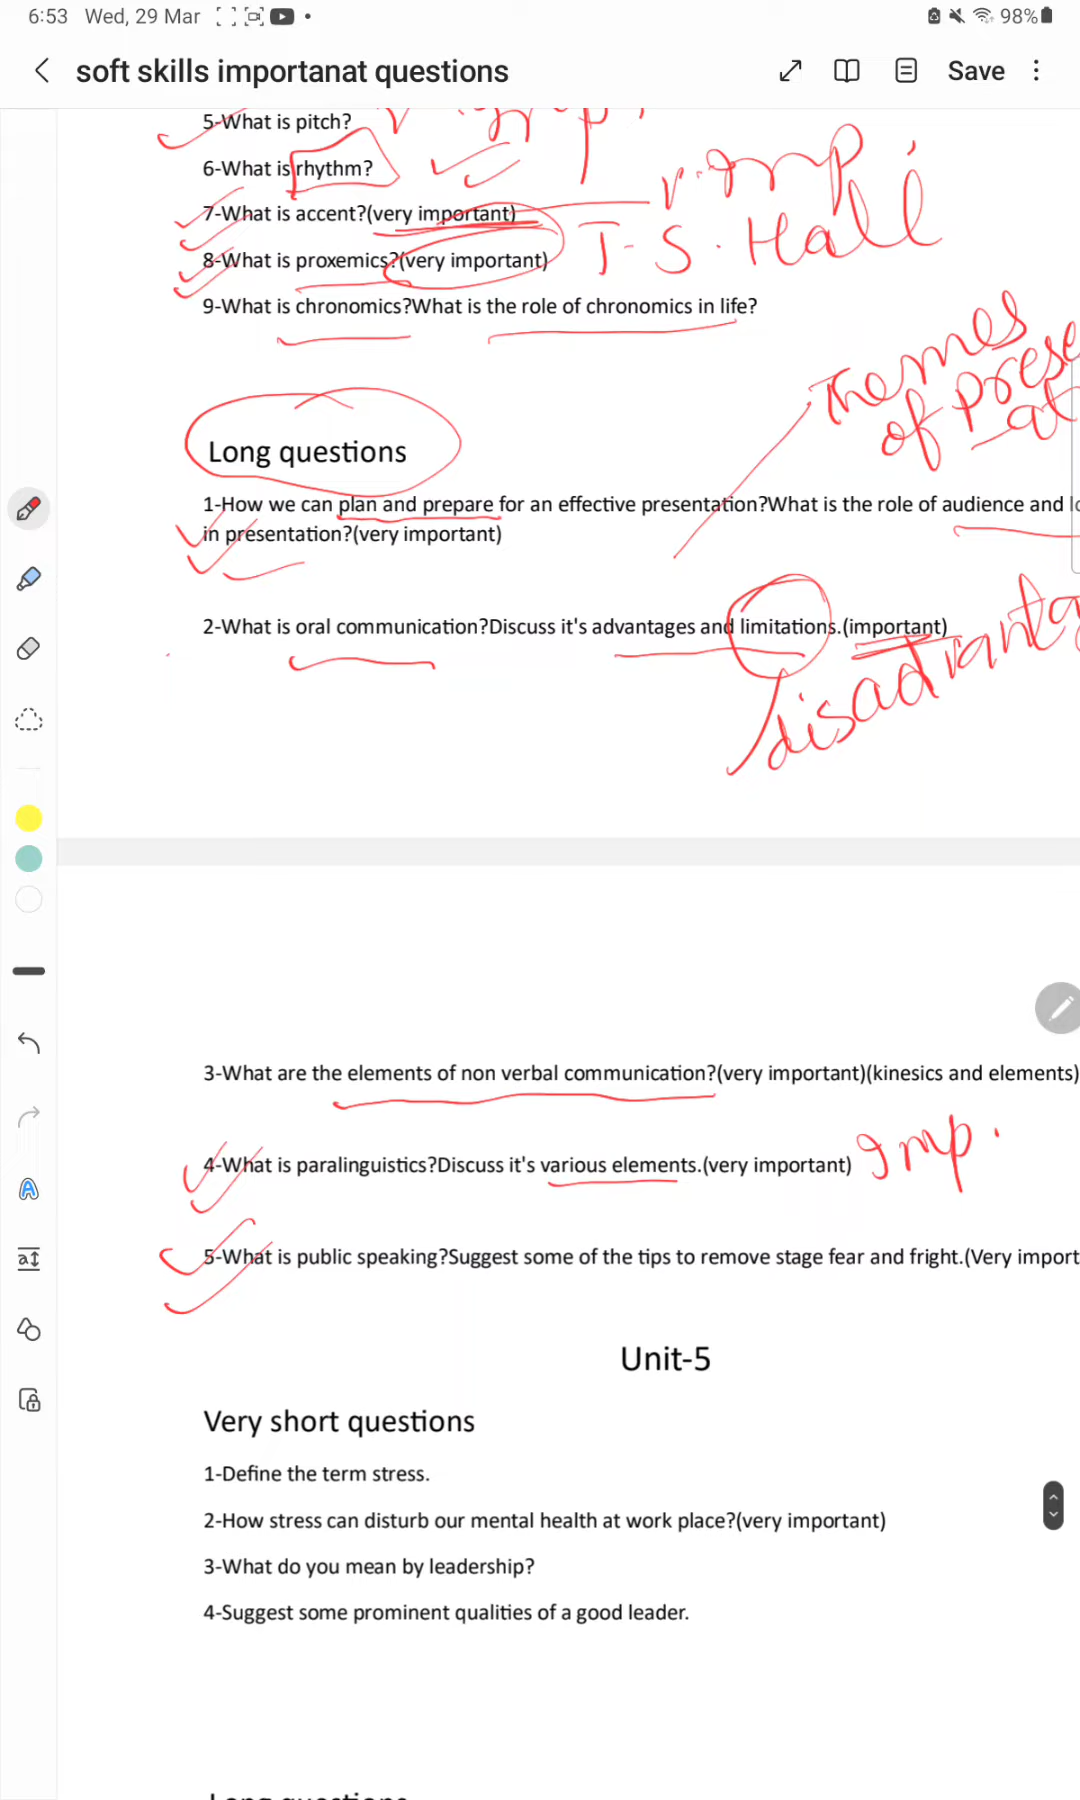 6:53 Wed, 29 Mar
98%
soft skills importanat questions
Save
5-What is pitch?
6-What is rhythm?
v. Imp
7-What is accent?(very important)
T.S. Hall
8-What is proxemics?(very important)
9-What is chronomics?What is the role of chronomics in life?
Themes
of prese
Long questions
1-How we can plan and prepare for an effective presentation?What is the role of audience and lo
in presentation?(very important)
2-What is oral communication?Discuss it's advantages and limitations.(important)
disadvanta
3-What are the elements of non verbal communication?(very important)(kinesics and elements)
4-What is paralinguistics?Discuss it's various elements.(very important) Imp.
5-What is public speaking?Suggest some of the tips to remove stage fear and fright.(Very import
Unit-5
Very short questions
1-Define the term stress.
2-How stress can disturb our mental health at work place?(very important)
3-What do you mean by leadership?
4-Suggest some prominent qualities of a good leader.
Long questions